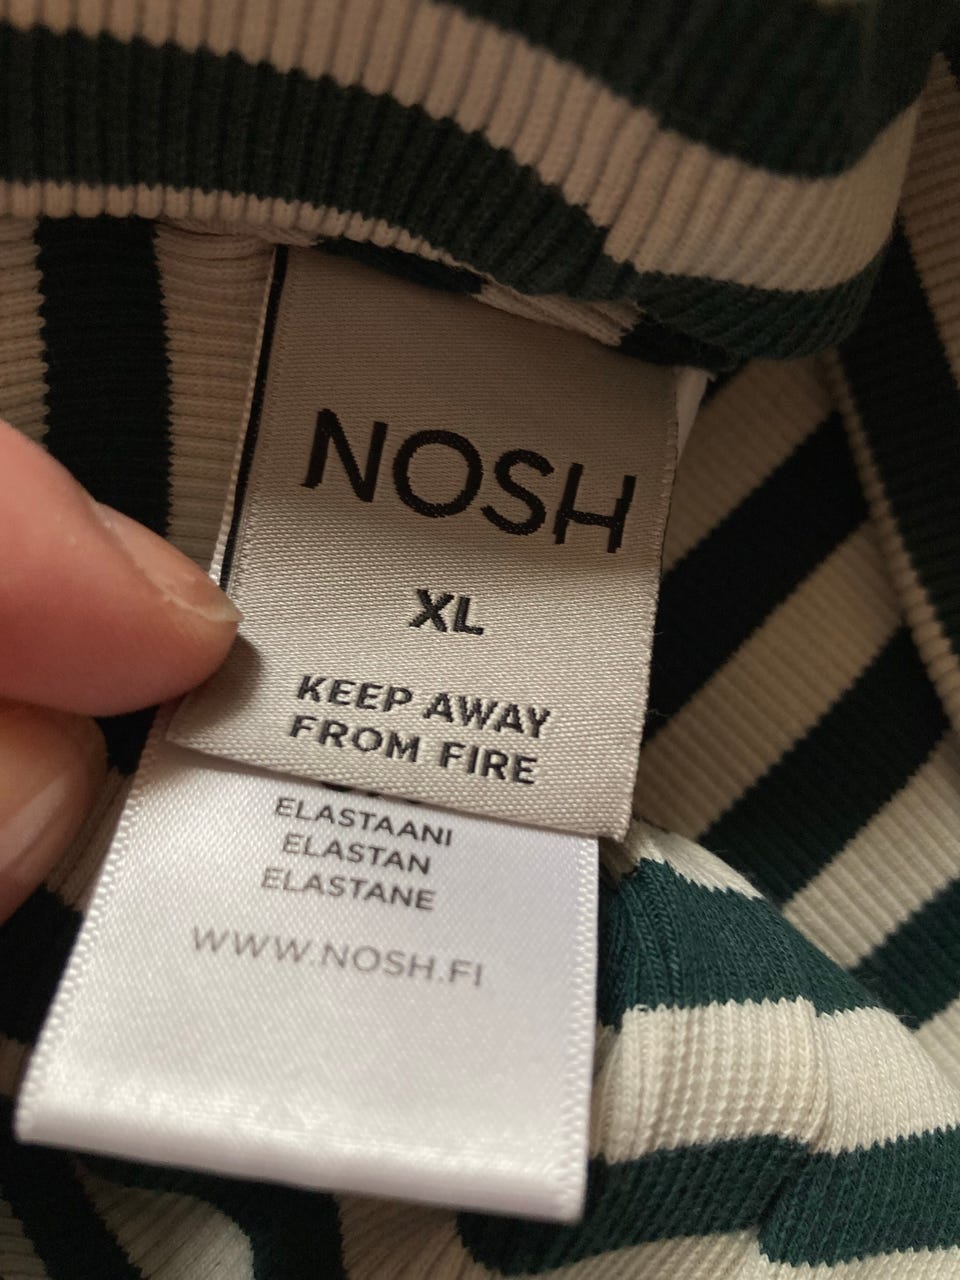 NOSH
XL
KEEP AWAY
FROM FIRE
ELASTAANI
ELASTAN
ELASTANE
WWW.NOSH.FI